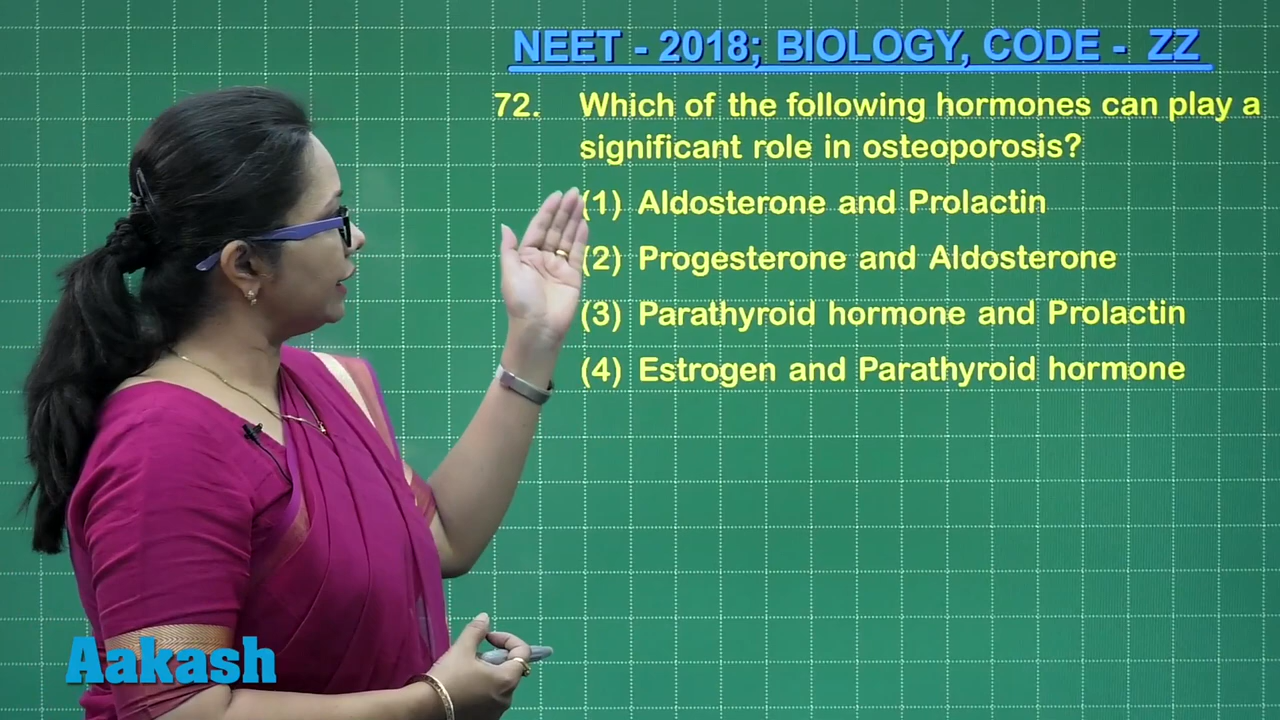 NEET - 2018; BIOLOGY, CODE - ZZ
72. Which of the following hormones can play a
significant role in osteoporosis?
(1) Aldosterone and Prolactin
(2) Progesterone and Aldosterone
(3) Parathyroid hormone and Prolactin
(4) Estrogen and Parathyroid hormone
Aakash